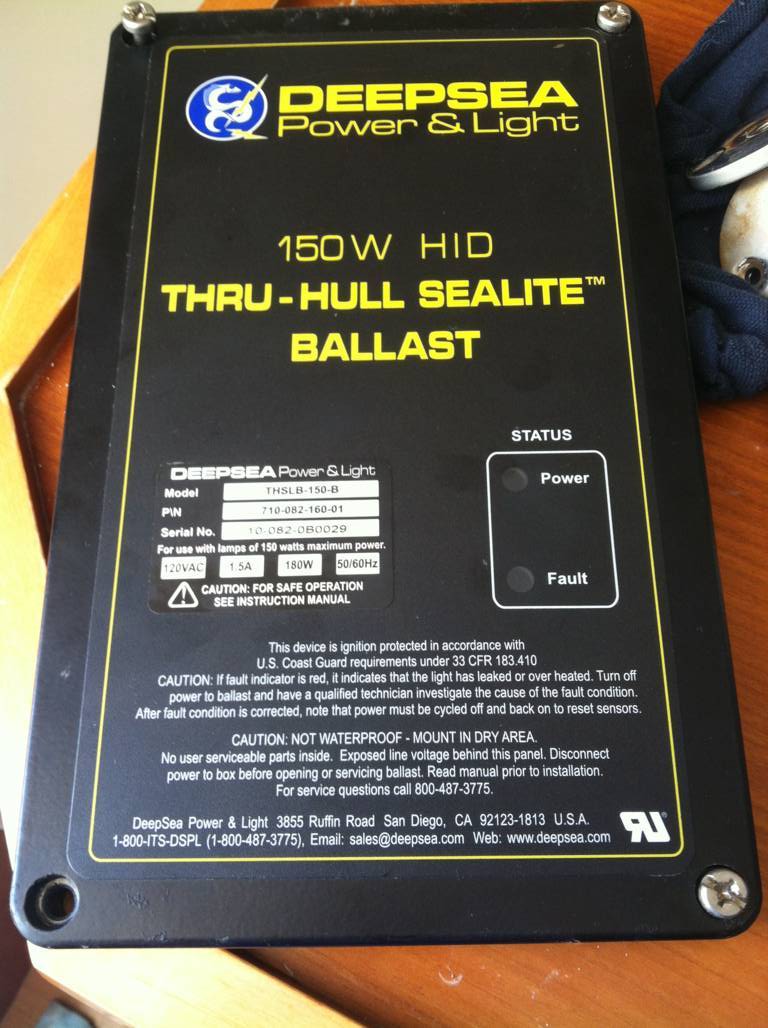 DEEPSEA
Power & Light
150W HID
THRU-HULL SEALITE™
BALLAST
STATUS
Power
Fault
DEEPSEA Power & Light
Model THSLB-150-B
P\N 710-082-160-01
Serial No. 10-082-0B0029
For use with lamps of 150 watts maximum power.
120VAC 1.5A 180W 50/60Hz
CAUTION: FOR SAFE OPERATION
SEE INSTRUCTION MANUAL
This device is ignition protected in accordance with
U.S. Coast Guard requirements under 33 CFR 183.410
CAUTION: If fault indicator is red, it indicates that the light has leaked or over heated. Turn off
power to ballast and have a qualified technician investigate the cause of the fault condition.
After fault condition is corrected, note that power must be cycled off and back on to reset sensors.
CAUTION: NOT WATERPROOF - MOUNT IN DRY AREA.
No user serviceable parts inside. Exposed line voltage behind this panel. Disconnect
power to box before opening or servicing ballast. Read manual prior to installation.
For service questions call 800-487-3775.
DeepSea Power & Light 3855 Ruffin Road San Diego, CA 92123-1813 U.S.A.
1-800-ITS-DSPL (1-800-487-3775), Email: sales@deepsea.com Web: www.deepsea.com